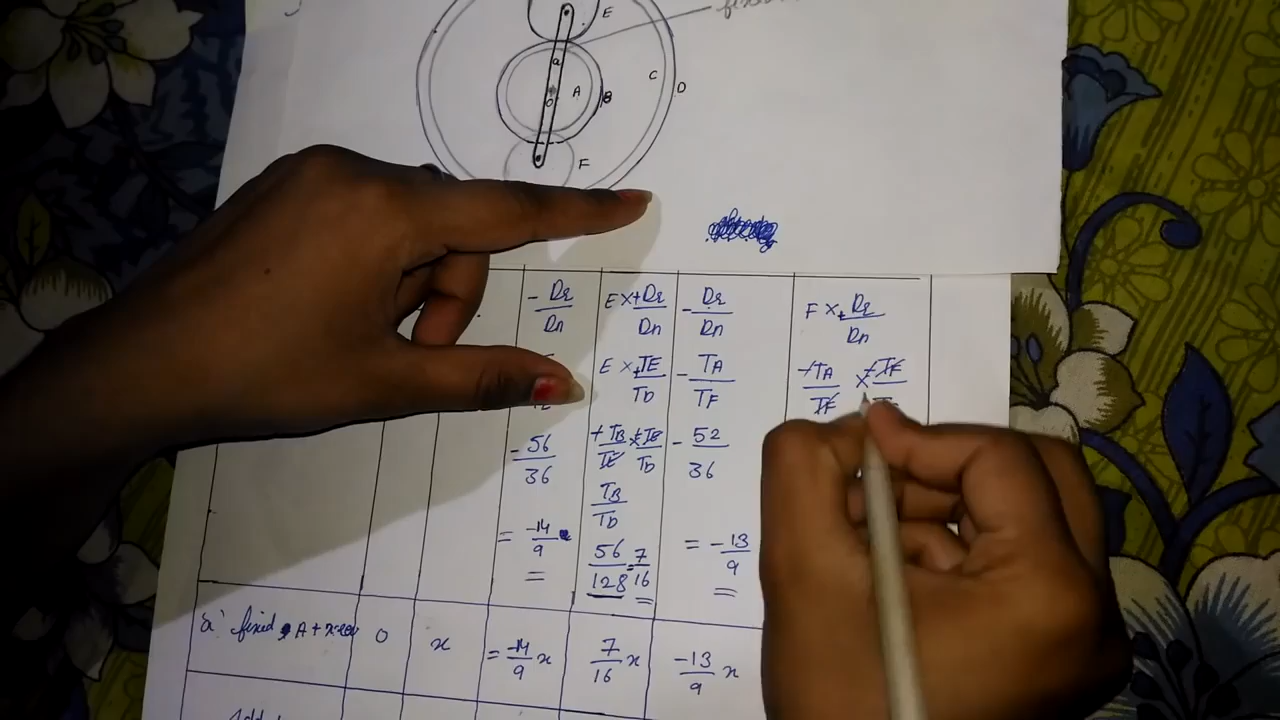 E
a
C
D
A
B
F
- Dr/Dn E X + Dr/Dn - Dr/Dn F X + Dr/Dn
E X + TE/TD - TA/TF - TA/TF X - TF
+ TB/TE X + TE/TD
- 56/36 - 52/36
TB/TD
= -14/9 56/128 = 7/16 = -13/9
'a' fixed A + x rev 0 x = -14/9 x 7/16 x -13/9 x